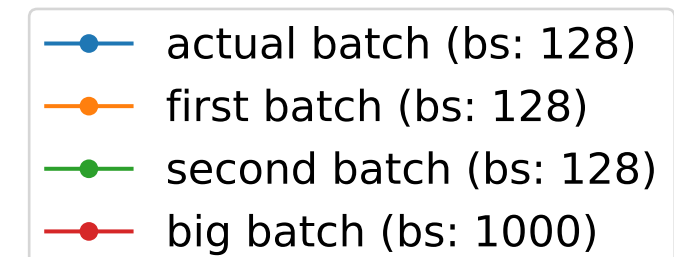 actual batch (bs: 128)
first batch (bs: 128)
second batch (bs: 128)
big batch (bs: 1000)